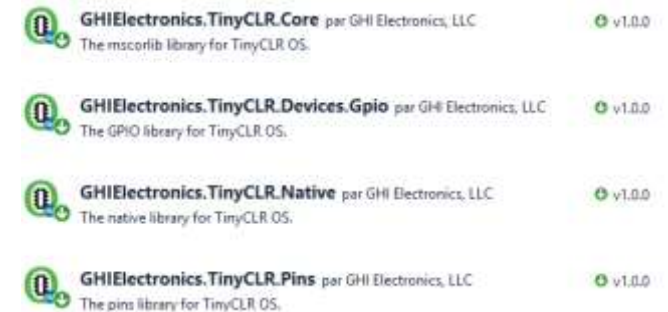 GHIElectronics.TinyCLR.Core par GHI Electronics, LLC v1.0.0
The mscorlib library for TinyCLR OS.
GHIElectronics.TinyCLR.Devices.Gpio par GHI Electronics, LLC v1.0.0
The GPIO library for TinyCLR OS.
GHIElectronics.TinyCLR.Native par GHI Electronics, LLC v1.0.0
The native library for TinyCLR OS.
GHIElectronics.TinyCLR.Pins par GHI Electronics, LLC v1.0.0
The pins library for TinyCLR OS.